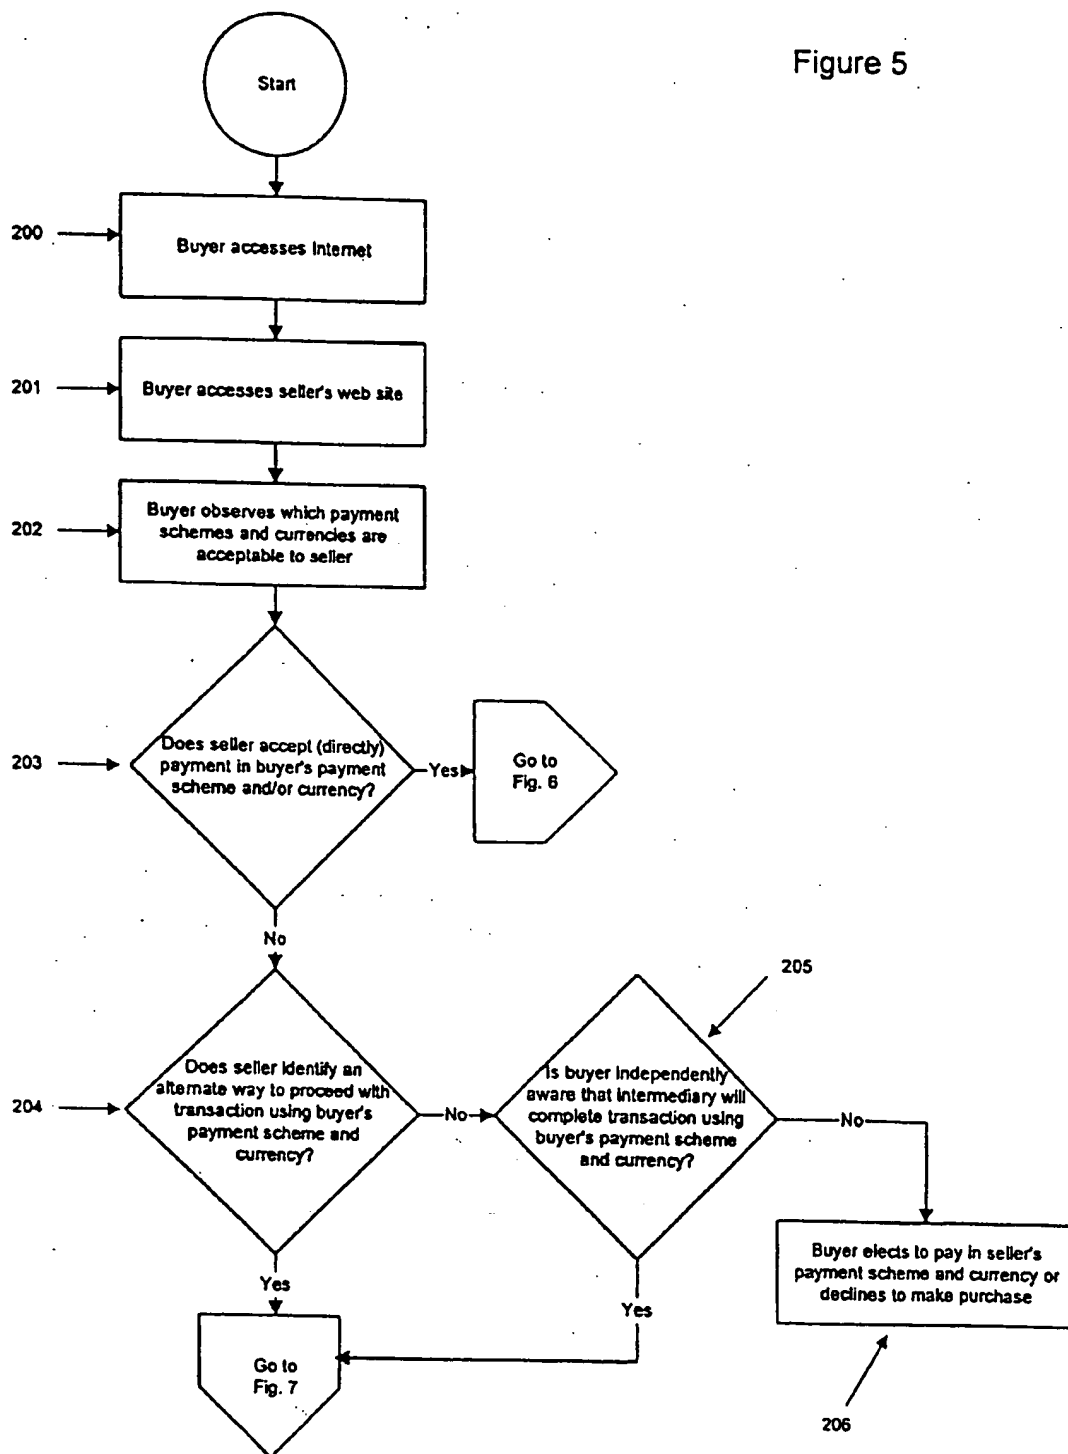 Figure 5
Start
200
Buyer accesses Internet
201
Buyer accesses seller's web site
202
Buyer observes which payment
schemes and currencies are
acceptable to seller
203
Does seller accept (directly)
payment in buyer's payment
scheme and/or currency?
Yes
Go to
Fig. 6
No
204
Does seller identify an
alternate way to proceed with
transaction using buyer's
payment scheme and
currency?
No
205
Is buyer independently
aware that intermediary will
complete transaction using
buyer's payment scheme
and currency?
No
Yes
Yes
Go to
Fig. 7
Buyer elects to pay in seller's
payment scheme and currency or
declines to make purchase
206